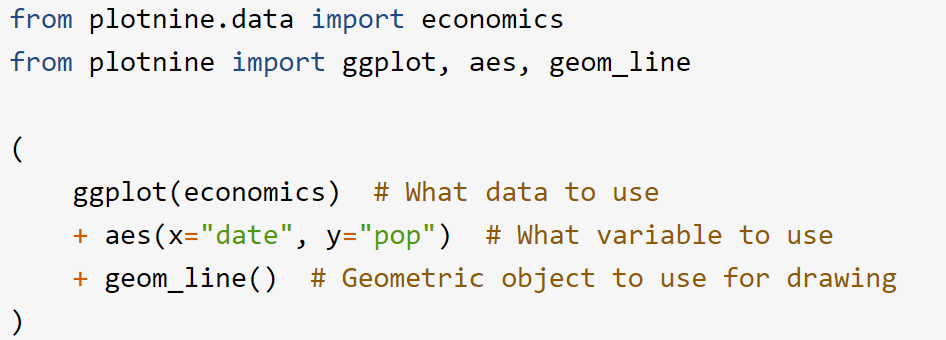 from plotnine.data import economics
from plotnine import ggplot, aes, geom_line
(
ggplot(economics)  # What data to use
+ aes(x="date", y="pop")  # What variable to use
+ geom_line()  # Geometric object to use for drawing
)